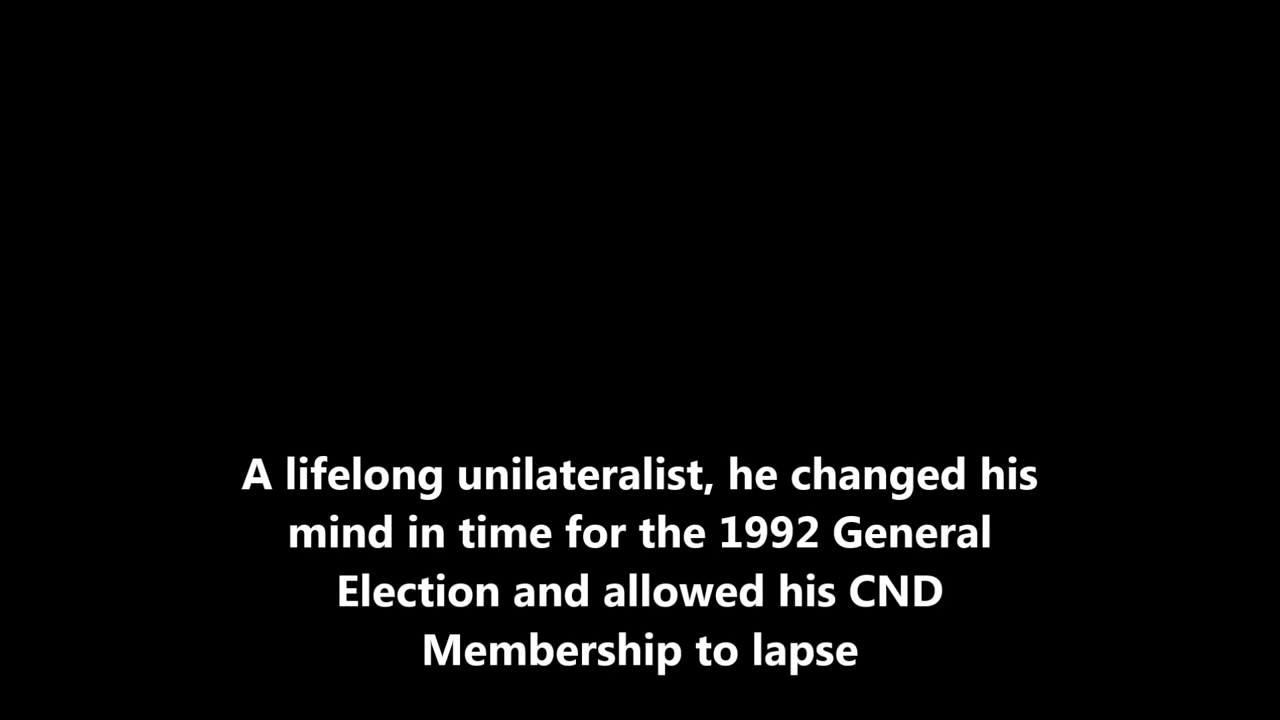 A lifelong unilateralist, he changed his
mind in time for the 1992 General
Election and allowed his CND
Membership to lapse